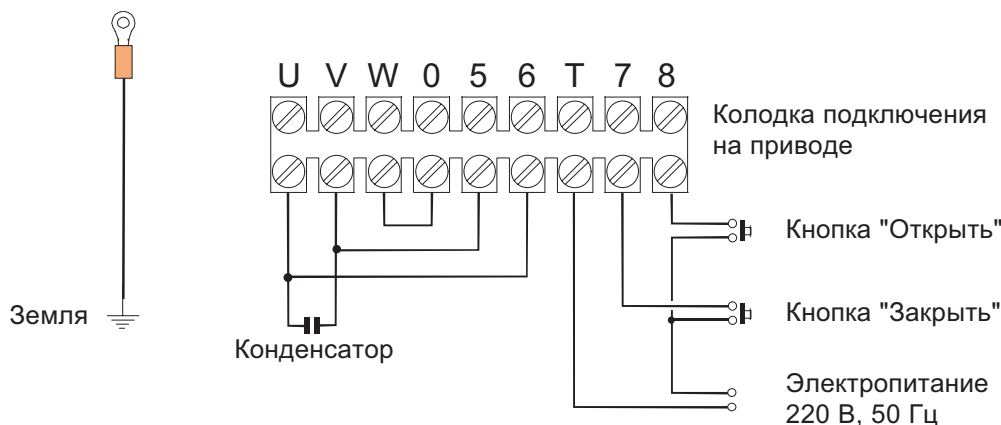 U V W 0 5 6 T 7 8
Колодка подключения
на приводе
Кнопка "Открыть"
Кнопка "Закрыть"
Земля
Конденсатор
Электропитание
220 В, 50 Гц